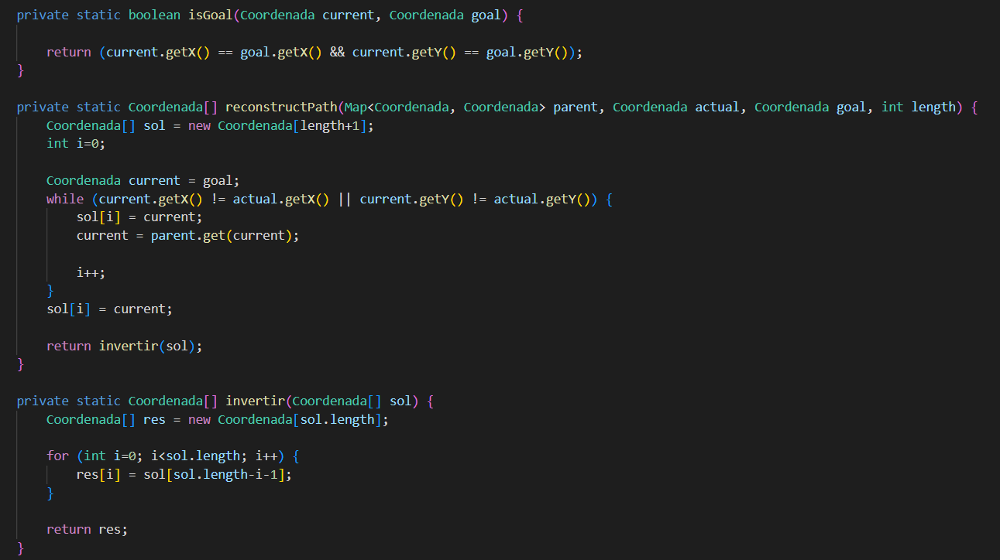 private static boolean isGoal(Coordenada current, Coordenada goal) {
return (current.getX() == goal.getX() && current.getY() == goal.getY());
}
private static Coordenada[] reconstructPath(Map<Coordenada, Coordenada> parent, Coordenada actual, Coordenada goal, int length) {
Coordenada[] sol = new Coordenada[length+1];
int i=0;
Coordenada current = goal;
while (current.getX() != actual.getX() || current.getY() != actual.getY()) {
sol[i] = current;
current = parent.get(current);
i++;
}
sol[i] = current;
return invertir(sol);
}
private static Coordenada[] invertir(Coordenada[] sol) {
Coordenada[] res = new Coordenada[sol.length];
for (int i=0; i<sol.length; i++) {
res[i] = sol[sol.length-i-1];
}
return res;
}